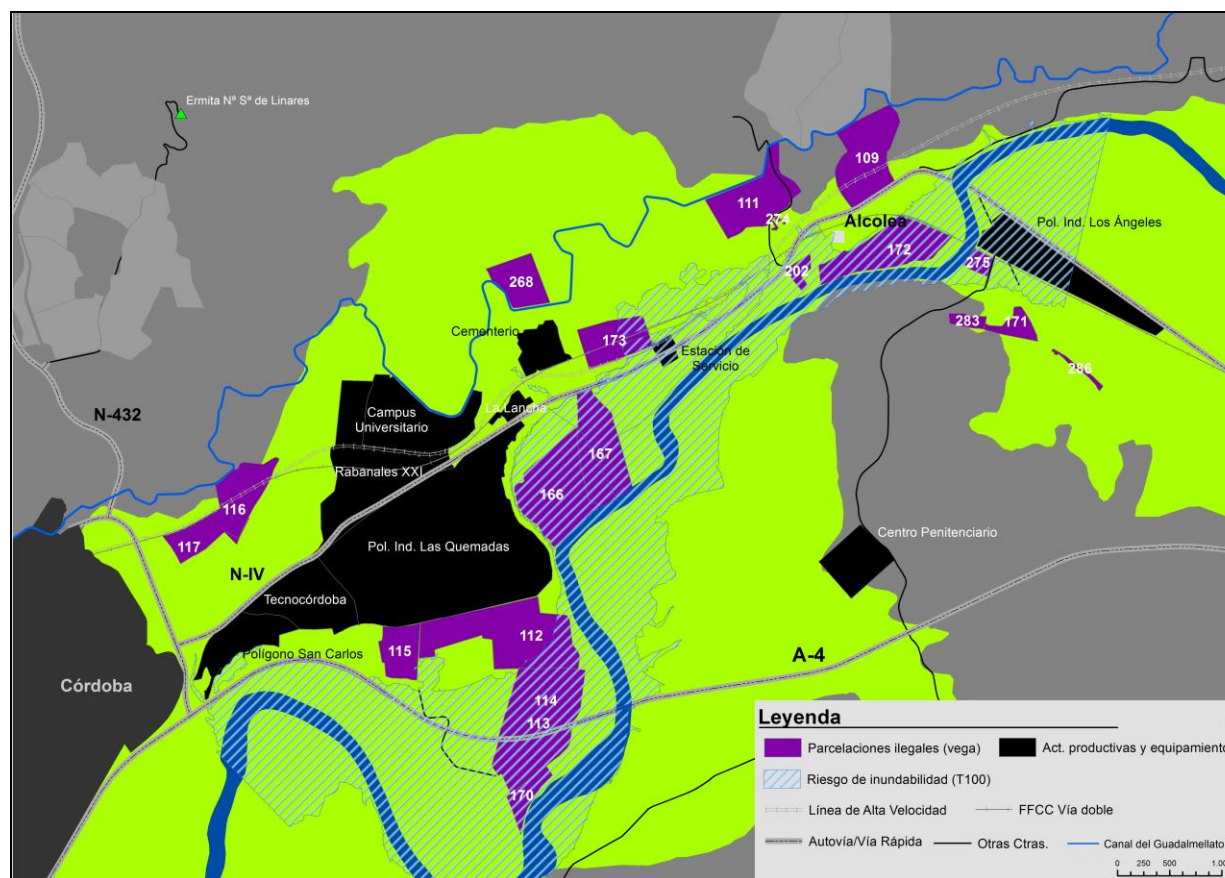 Ermita Nª Sª de Linares
109
111
274
Alcolea
Pol. Ind. Los Ángeles
172
275
202
268
283
171
Cementerio
173
Estación de
Servicio
286
N-432
Campus
Universitario
La Lancha
Rabanales XXI
167
166
116
117
Centro Penitenciario
Pol. Ind. Las Quemadas
N-IV
Tecnocórdoba
112
115
Polígono San Carlos
A-4
Córdoba
114
113
170
Leyenda
Parcelaciones ilegales (vega)
Act. productivas y equipamiento
Riesgo de inundabilidad (T100)
Línea de Alta Velocidad
FFCC Vía doble
Autovía/Vía Rápida
Otras Ctras.
Canal del Guadalmellato
0 250 500 1.00